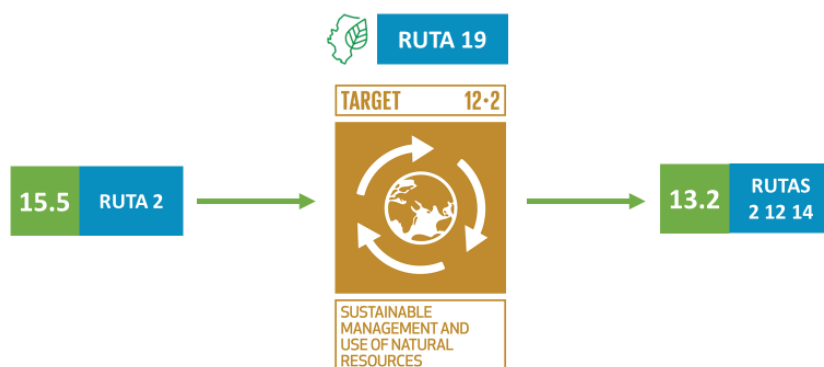 RUTA 19
TARGET 12·2
15.5 RUTA 2
13.2 RUTAS
2 12 14
SUSTAINABLE
MANAGEMENT AND
USE OF NATURAL
RESOURCES